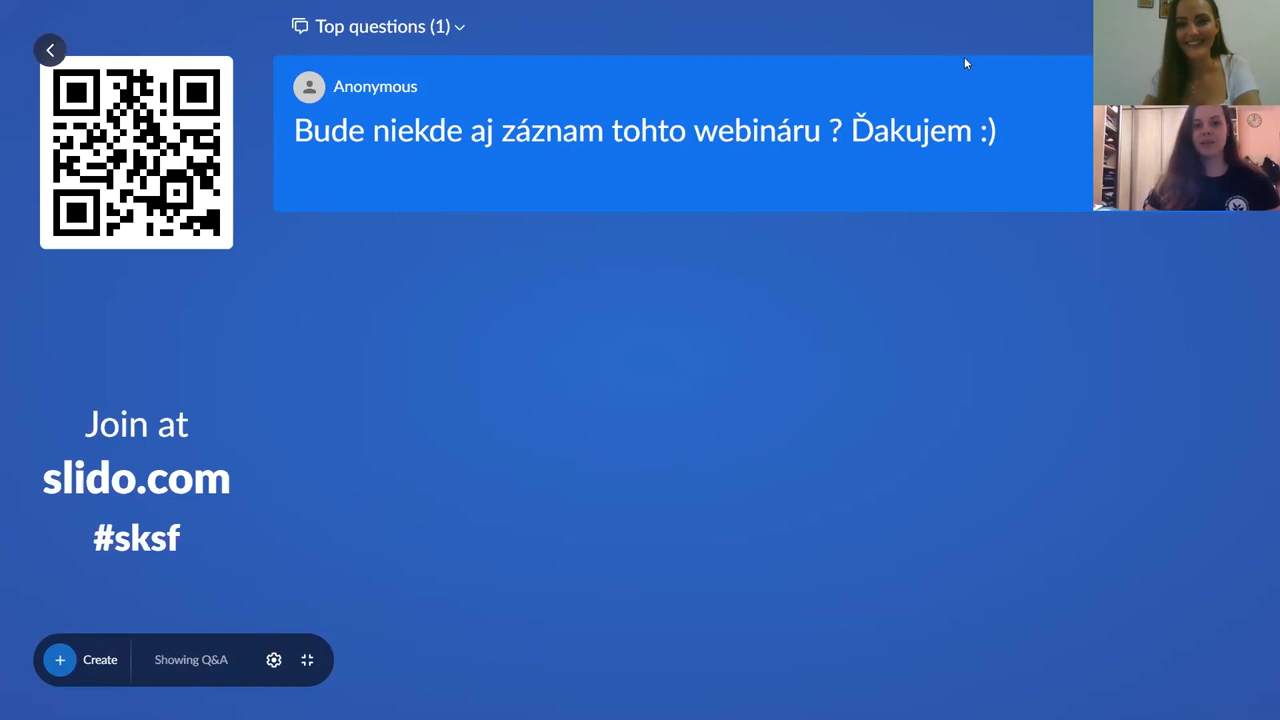 Top questions (1)
Anonymous
Bude niekde aj záznam tohto webináru ? Ďakujem :)
Join at
slido.com
#sksf
Create
Showing Q&A